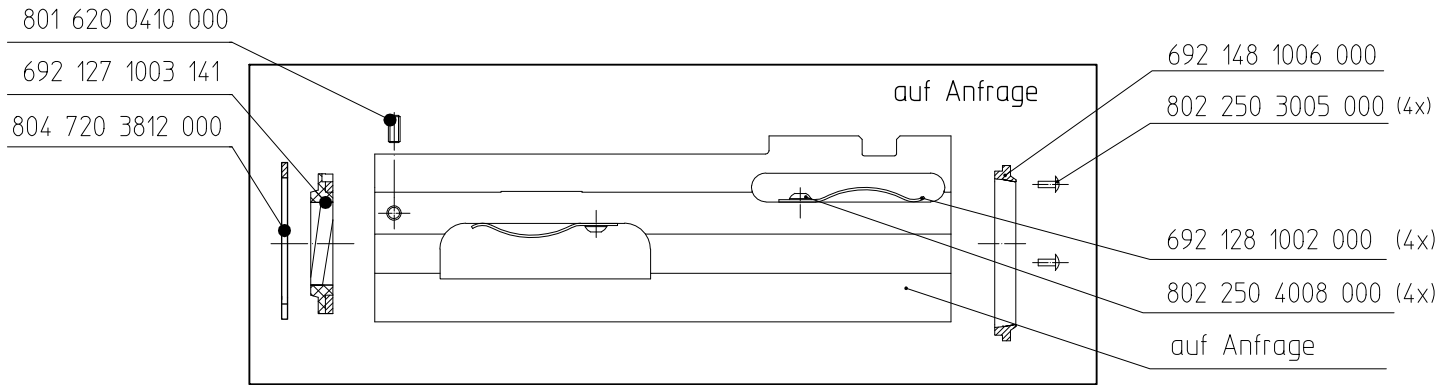 801 620 0410 000
692 127 1003 141
804 720 3812 000
auf Anfrage
692 148 1006 000
802 250 3005 000 (4x)
692 128 1002 000 (4x)
802 250 4008 000 (4x)
auf Anfrage